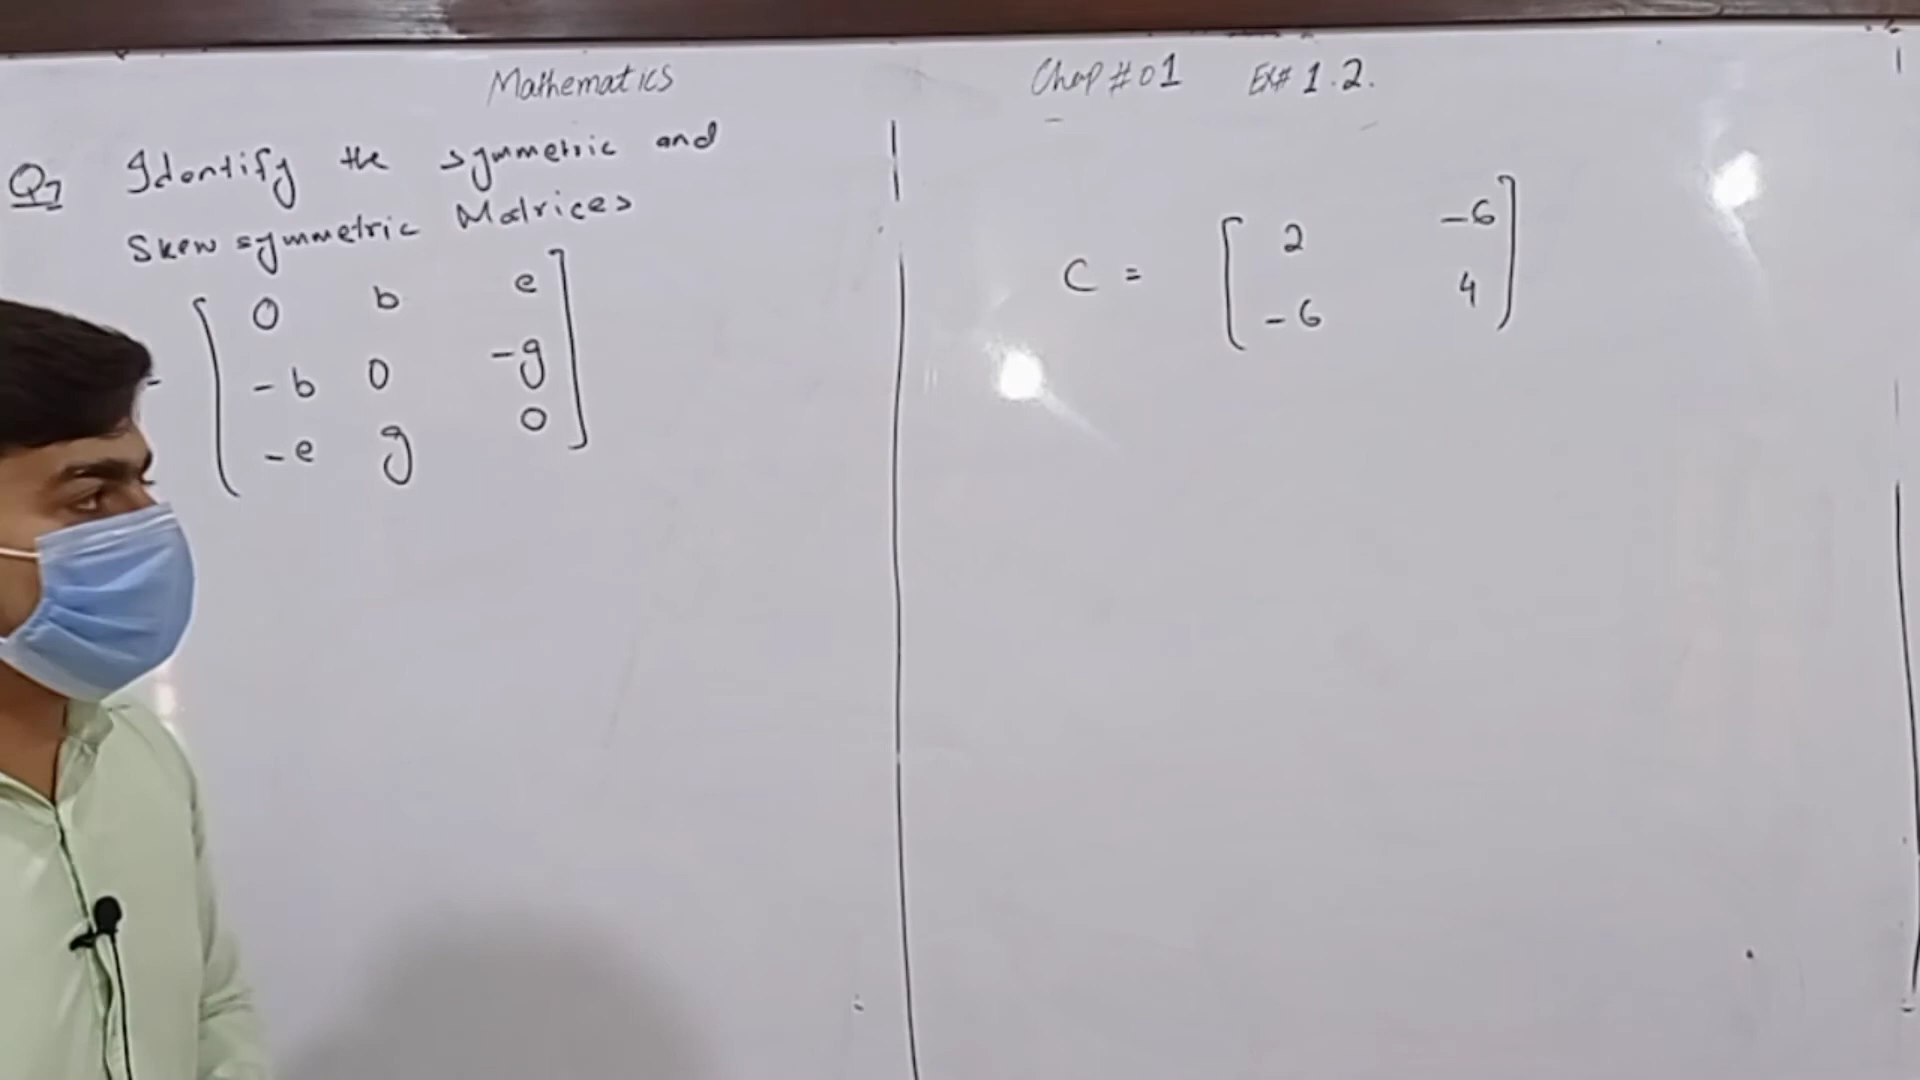 Mathematics Chap # 01 Ex# 1.2.
Q7 Identify the symmetric and
Skew symmetric Matrices
0 b e
-b 0 -g
-e g 0
C = [ 2 -6
-6 4 ]